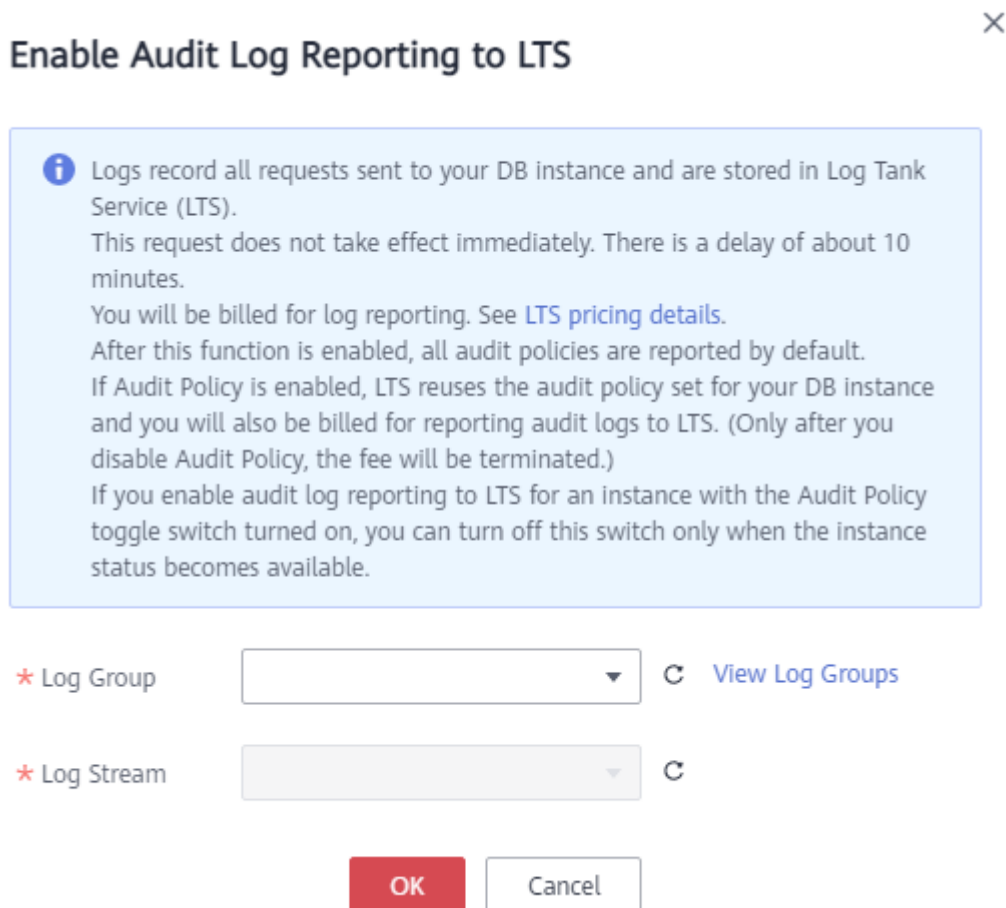 Enable Audit Log Reporting to LTS
Logs record all requests sent to your DB instance and are stored in Log Tank
Service (LTS).
This request does not take effect immediately. There is a delay of about 10
minutes.
You will be billed for log reporting. See LTS pricing details.
After this function is enabled, all audit policies are reported by default.
If Audit Policy is enabled, LTS reuses the audit policy set for your DB instance
and you will also be billed for reporting audit logs to LTS. (Only after you
disable Audit Policy, the fee will be terminated.)
If you enable audit log reporting to LTS for an instance with the Audit Policy
toggle switch turned on, you can turn off this switch only when the instance
status becomes available.
* Log Group View Log Groups
* Log Stream
OK Cancel